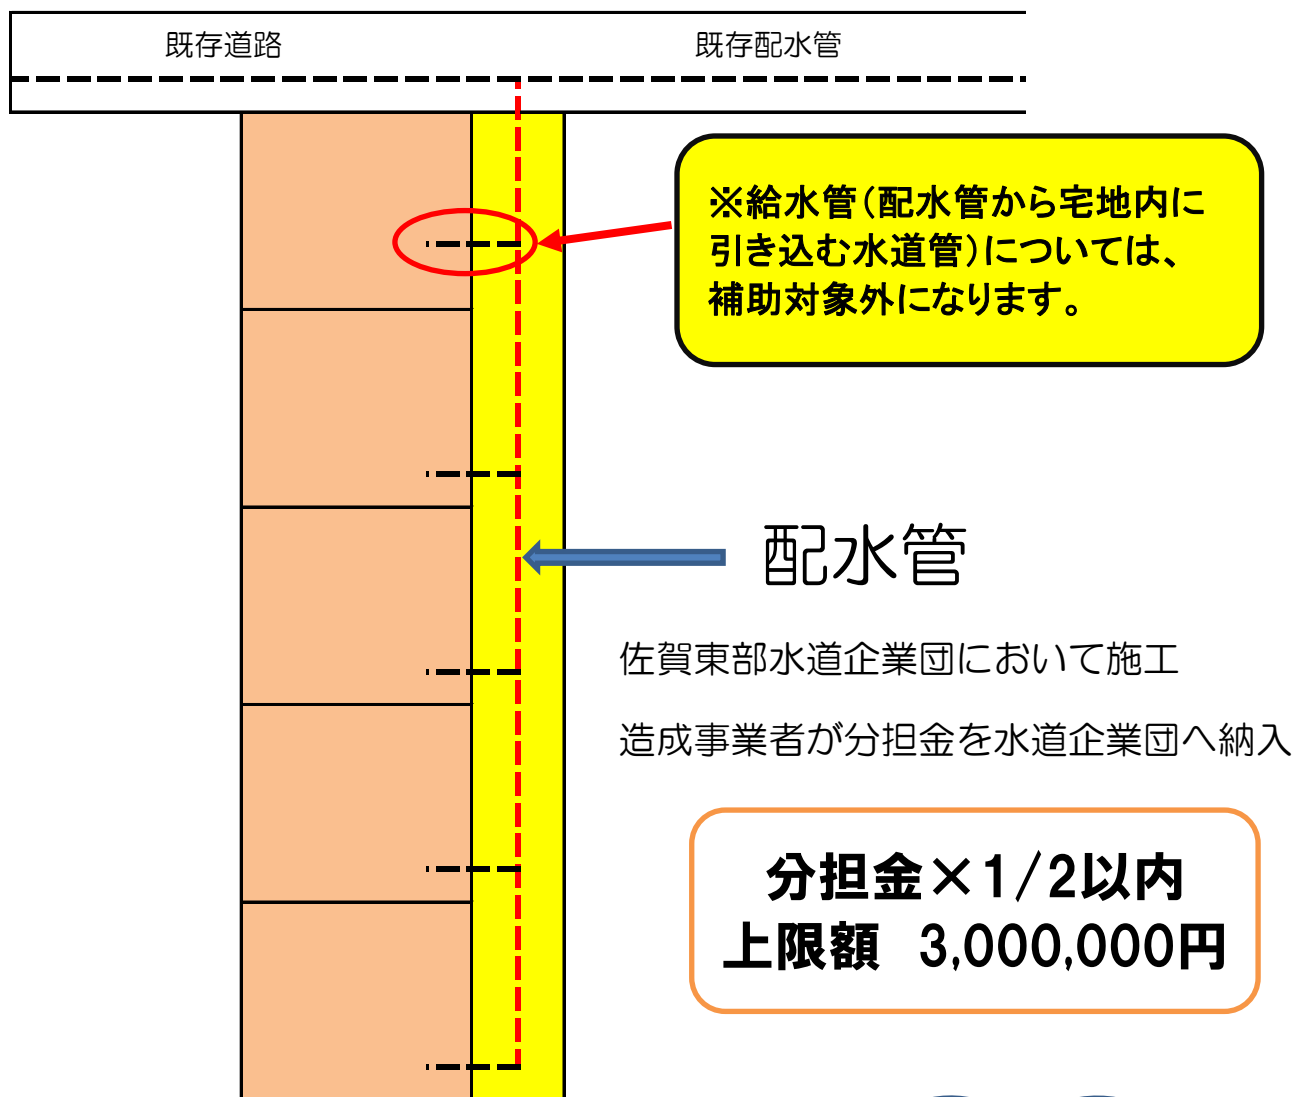 既存道路
既存配水管
※給水管(配水管から宅地内に
引き込む水道管)については、
補助対象外になります。
配水管
佐賀東部水道企業団において施工
造成事業者が分担金を水道企業団へ納入
分担金×1/2以内
上限額　3,000,000円